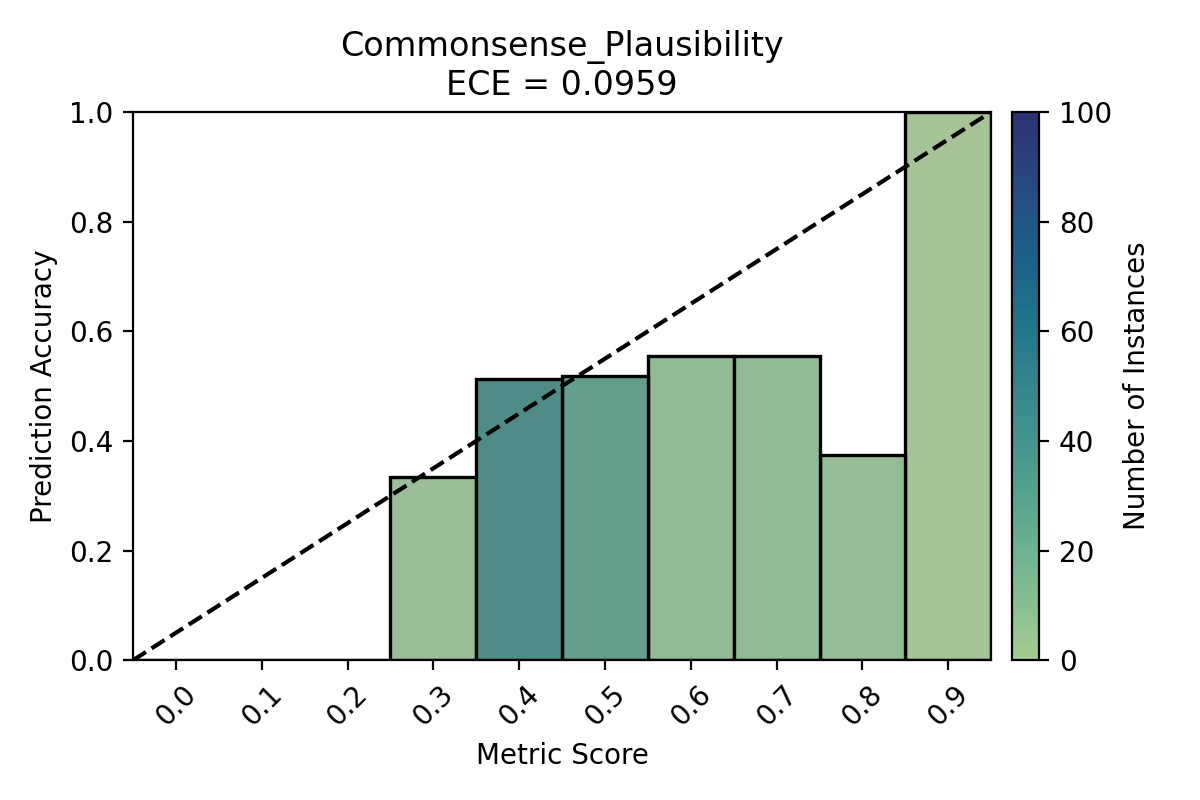 Commonsense_Plausibility
ECE = 0.0959
Prediction Accuracy
1.0
0.8
0.6
0.4
0.2
0.0
0.0 0.1 0.2 0.3 0.4 0.5 0.6 0.7 0.8 0.9
Metric Score
100
80
60
40
20
0
Number of Instances